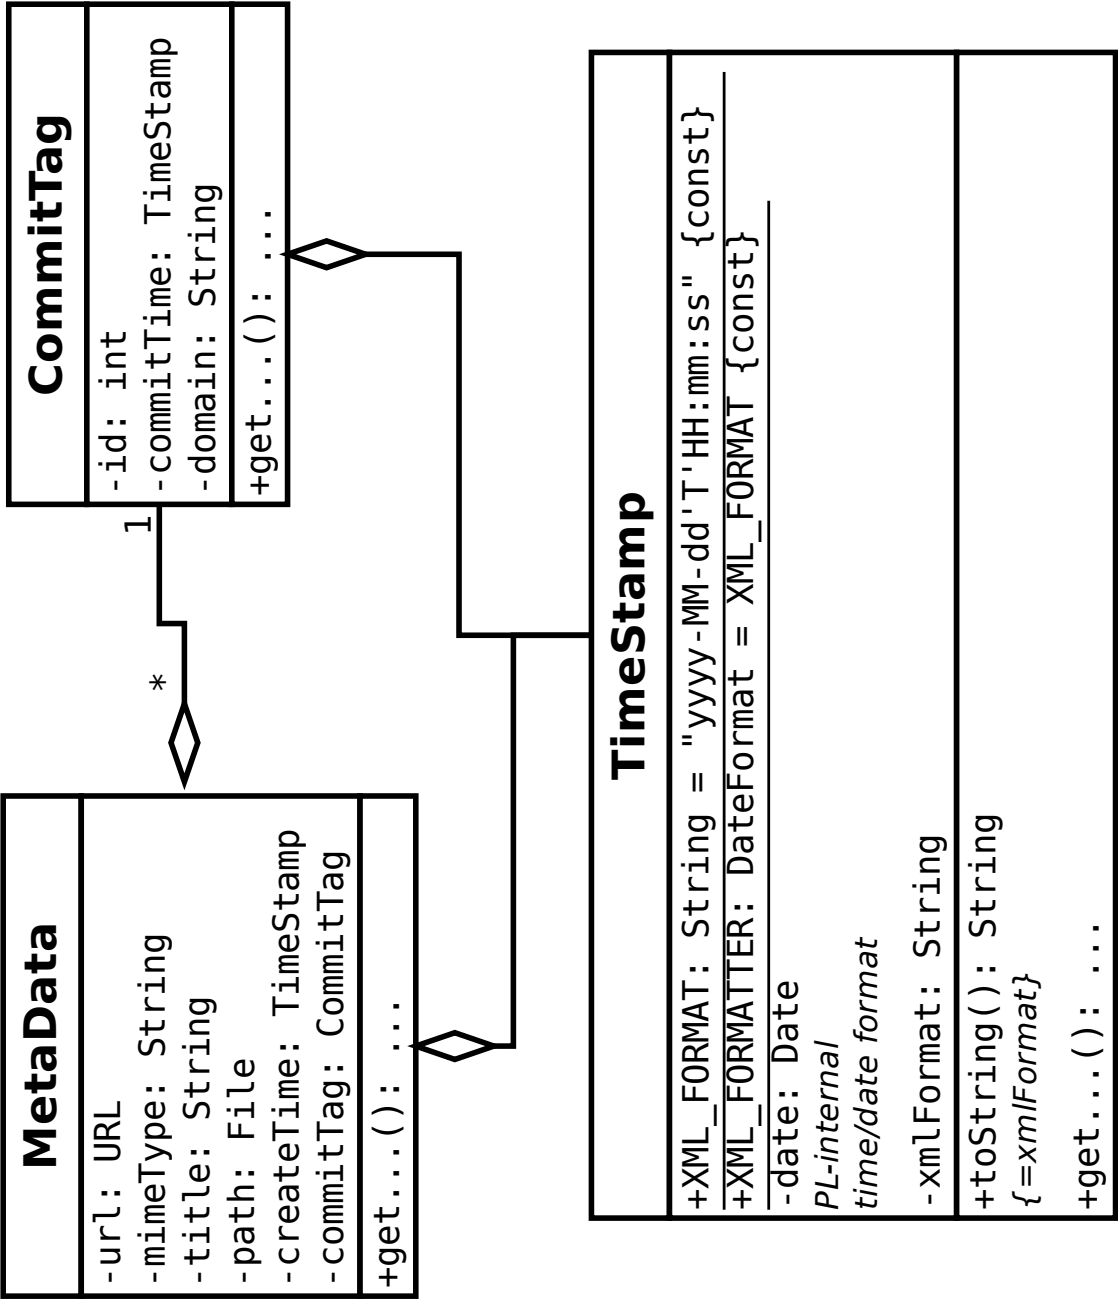 MetaData
-url: URL
-mimeType: String
-title: String
-path: File
-createTime: TimeStamp
-commitTag: CommitTag
+get...(): ...
*
1
CommitTag
-id: int
-commitTime: TimeStamp
-domain: String
+get...(): ...
TimeStamp
+XML_FORMAT: String = "yyyy-MM-dd'T'HH:mm:ss" {const}
+XML_FORMATTER: DateFormat = XML_FORMAT {const}
-date: Date
PL-internal
time/date format
-xmlFormat: String
+toString(): String
{=xmlFormat}
+get...(): ...